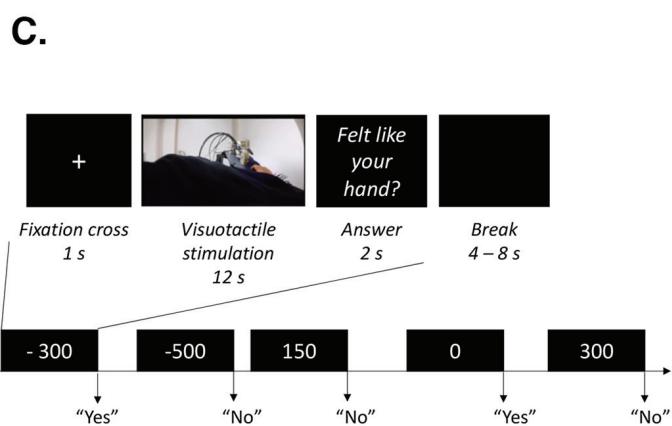 C.
+
Felt like
your
hand?
Fixation cross
1 s
Visuotactile
stimulation
12 s
Answer
2 s
Break
4 – 8 s
- 300
-500
150
0
300
“Yes”
“No”
“No”
“Yes”
“No”